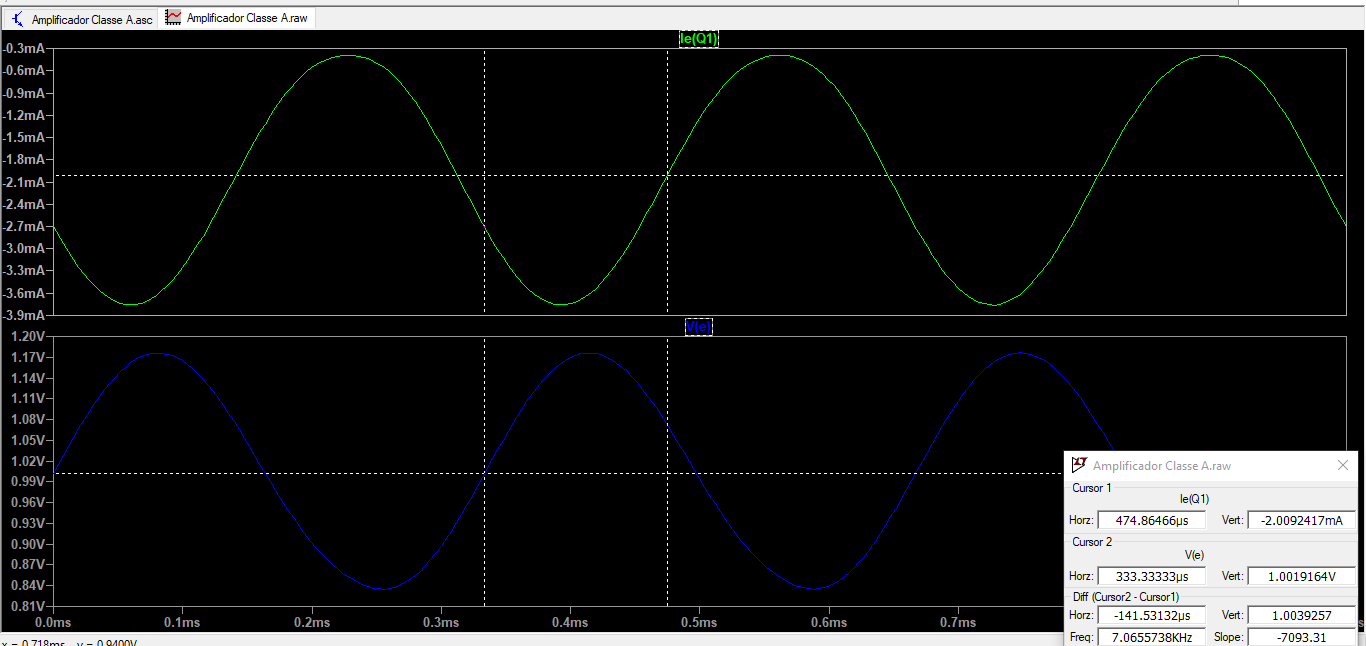 Amplificador Classe A.asc Amplificador Classe A.raw
Ie(Q1)
-0.3mA
-0.6mA
-0.9mA
-1.2mA
-1.5mA
-1.8mA
-2.1mA
-2.4mA
-2.7mA
-3.0mA
-3.3mA
-3.6mA
-3.9mA
V(e)
1.20V
1.17V
1.14V
1.11V
1.08V
1.05V
1.02V
0.99V
0.96V
0.93V
0.90V
0.87V
0.84V
0.81V
0.0ms 0.1ms 0.2ms 0.3ms 0.4ms 0.5ms 0.6ms 0.7ms
Amplificador Classe A.raw
Cursor 1
Ie(Q1)
Horz: 474.86466µs Vert: -2.0092417mA
Cursor 2
V(e)
Horz: 333.33333µs Vert: 1.0019164V
Diff (Cursor2 - Cursor1)
Horz: -141.53132µs Vert: 1.0039257
Freq: 7.0655738KHz Slope: -7093.31
x = 0.718ms y = 0.9400V